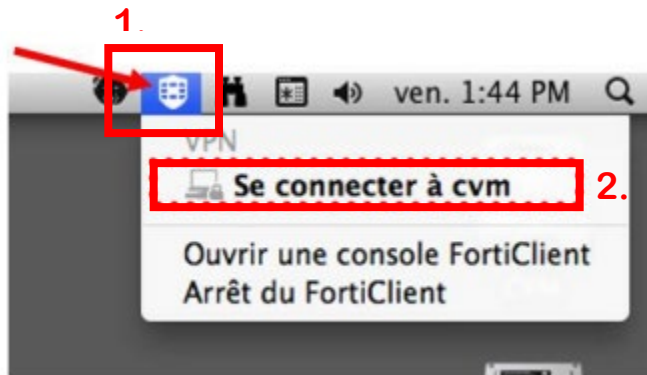 1.
ven. 1:44 PM
VPN
Se connecter à cvm
2.
Ouvrir une console FortiClient
Arrêt du FortiClient